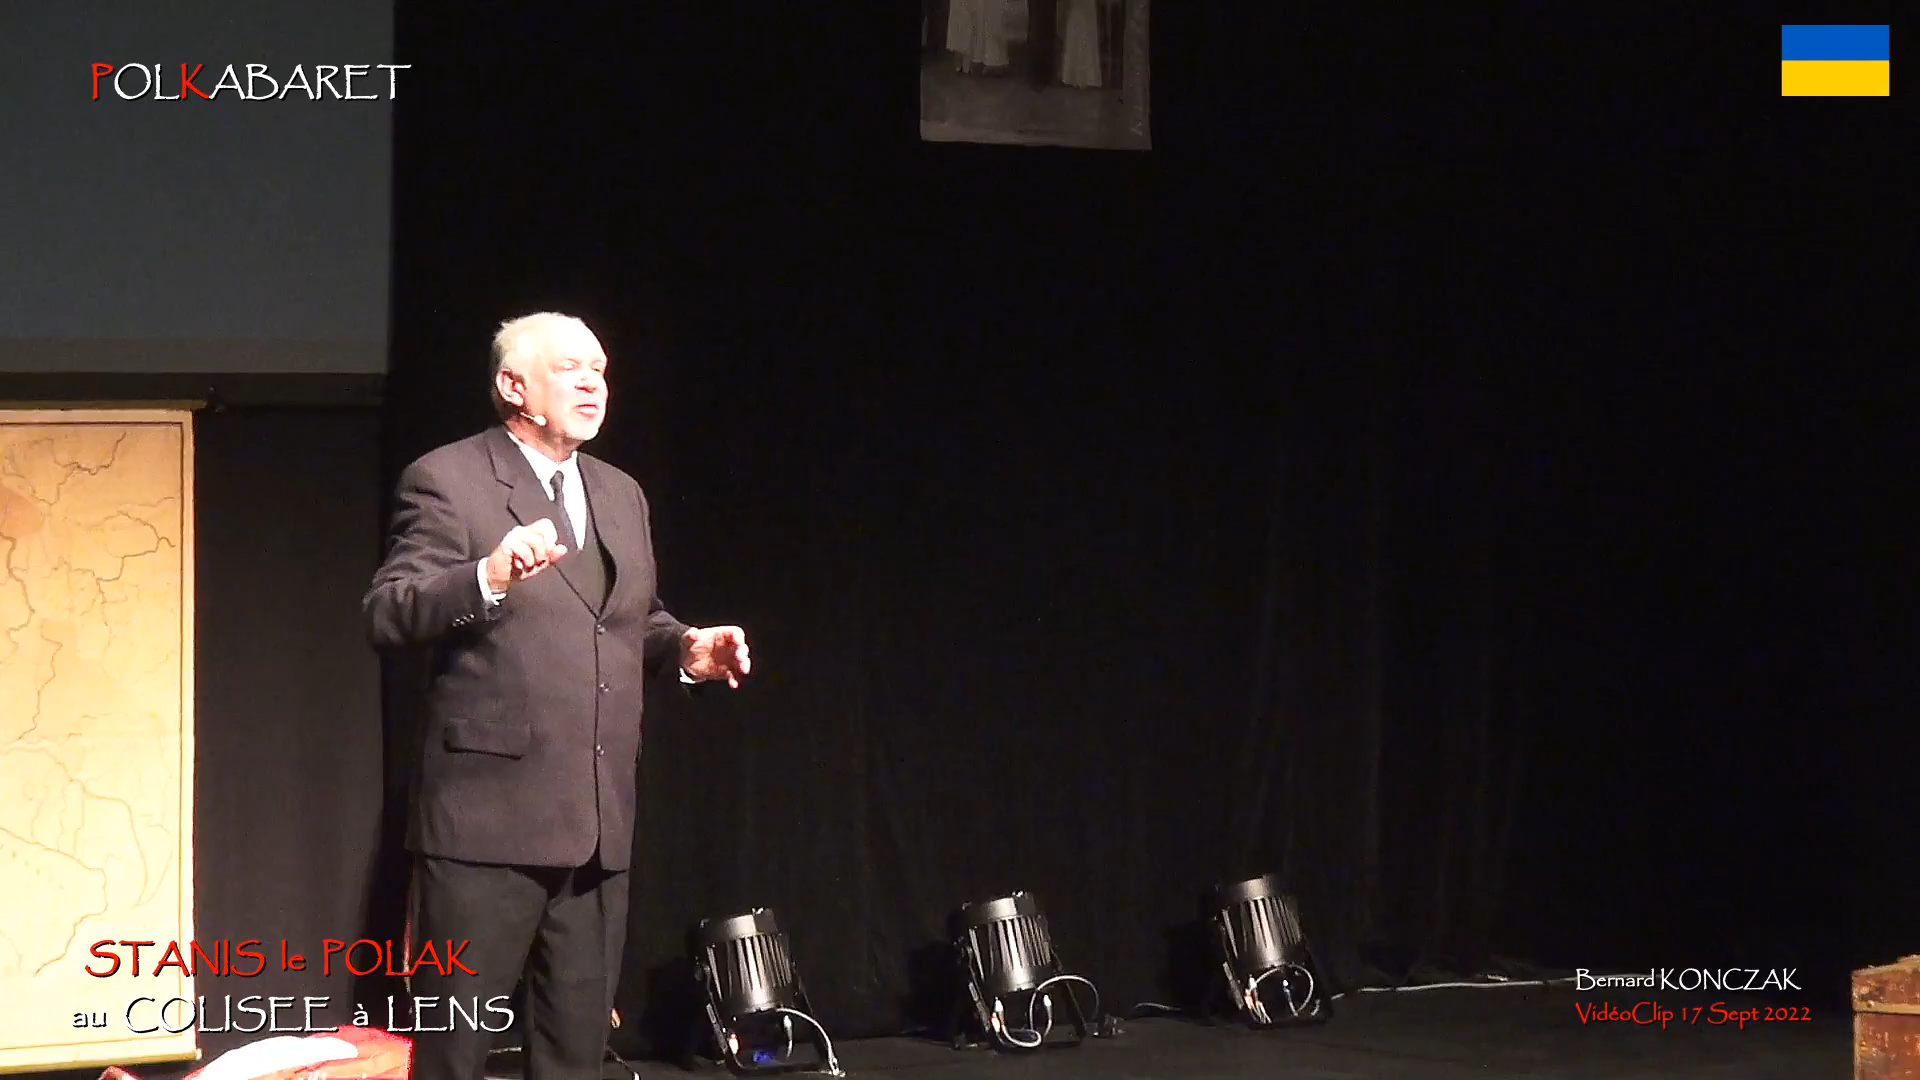 POLKABARET
STANIS le POLAK
au COLISEE à LENS
Bernard KONCZAK
VidéoClip 17 Sept 2022